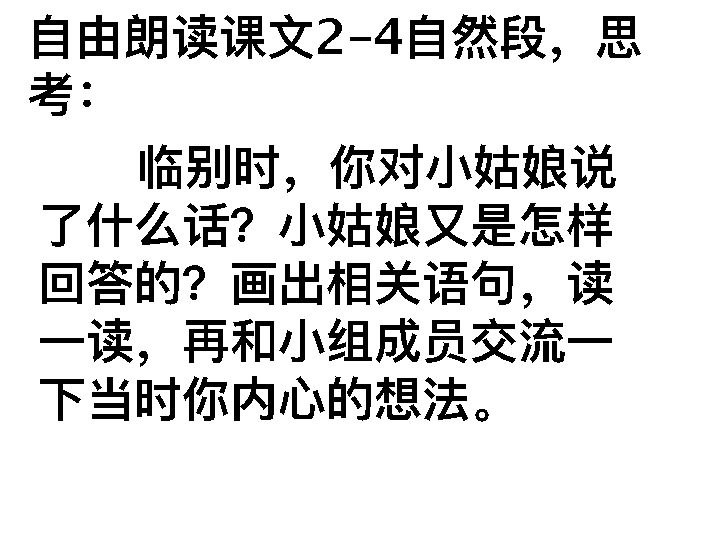 自由朗读课文2-4自然段，思
考：
临别时，你对小姑娘说
了什么话？小姑娘又是怎样
回答的？画出相关语句，读
一读，再和小组成员交流一
下当时你内心的想法。